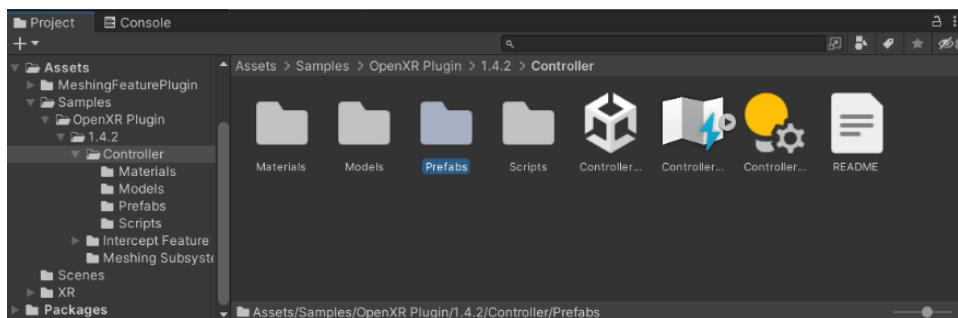 Project Console
Assets
MeshingFeaturePlugin
Samples
OpenXR Plugin
1.4.2
Controller
Materials
Models
Prefabs
Scripts
Intercept Feature
Meshing Subsyste
Scenes
XR
Packages
Assets > Samples > OpenXR Plugin > 1.4.2 > Controller
Materials Models Prefabs Scripts Controller... Controller... Controller... README
Assets/Samples/OpenXR Plugin/1.4.2/Controller/Prefabs